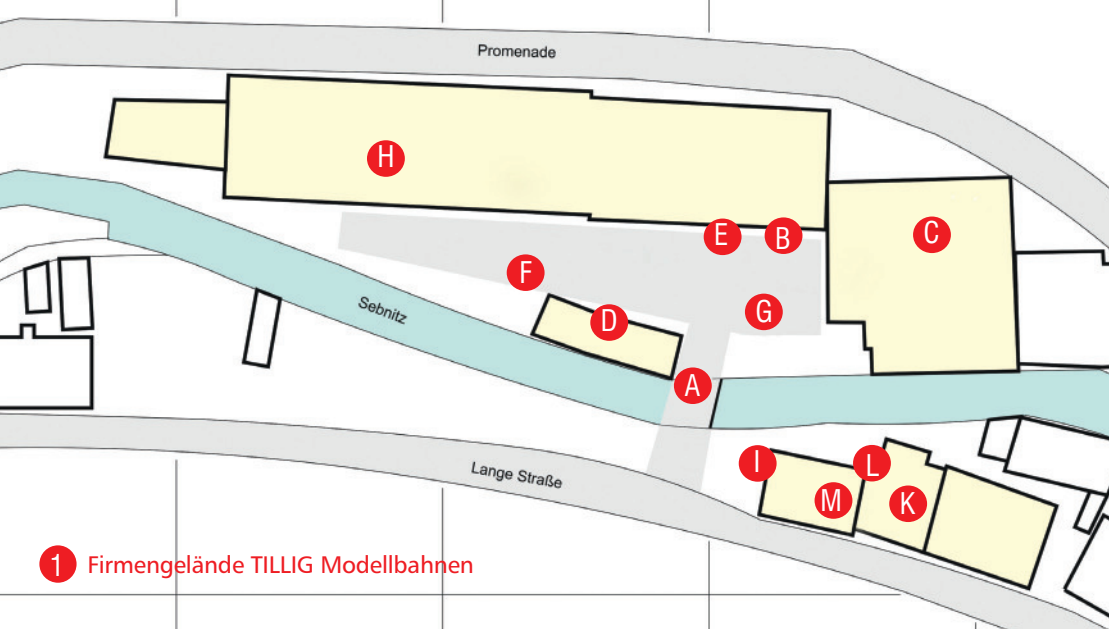 Promenade
H
E
B
C
F
G
D
Sebnitz
A
I
L
M
K
Lange Straße
1 Firmengelände TILLIG Modellbahnen